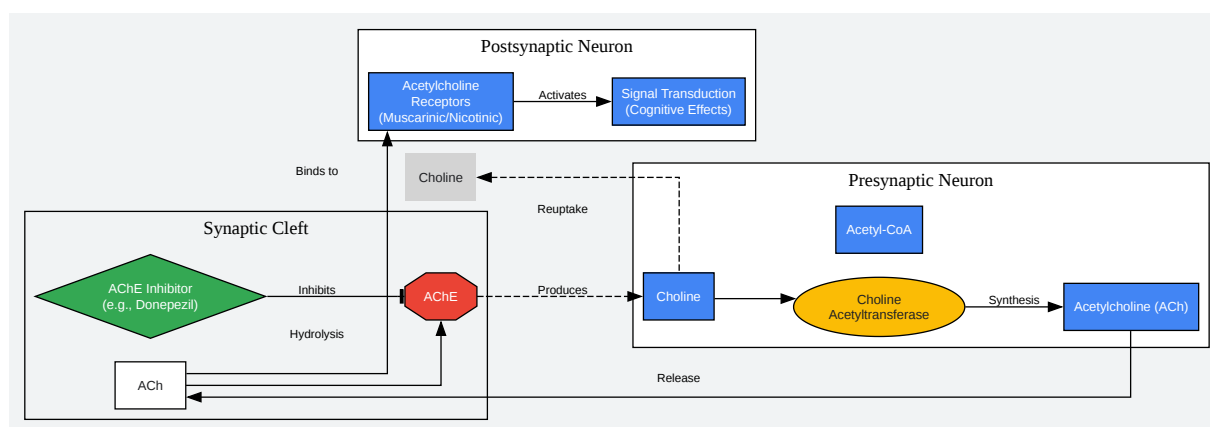 Postsynaptic Neuron
Acetylcholine
Receptors
(Muscarinic/Nicotinic)
Activates
Signal Transduction
(Cognitive Effects)
Binds to
Choline
Reuptake
Presynaptic Neuron
Acetyl-CoA
Choline
Choline
Acetyltransferase
Synthesis
Acetylcholine (ACh)
Synaptic Cleft
AChE Inhibitor
(e.g., Donepezil)
Inhibits
AChE
Produces
Hydrolysis
ACh
Release